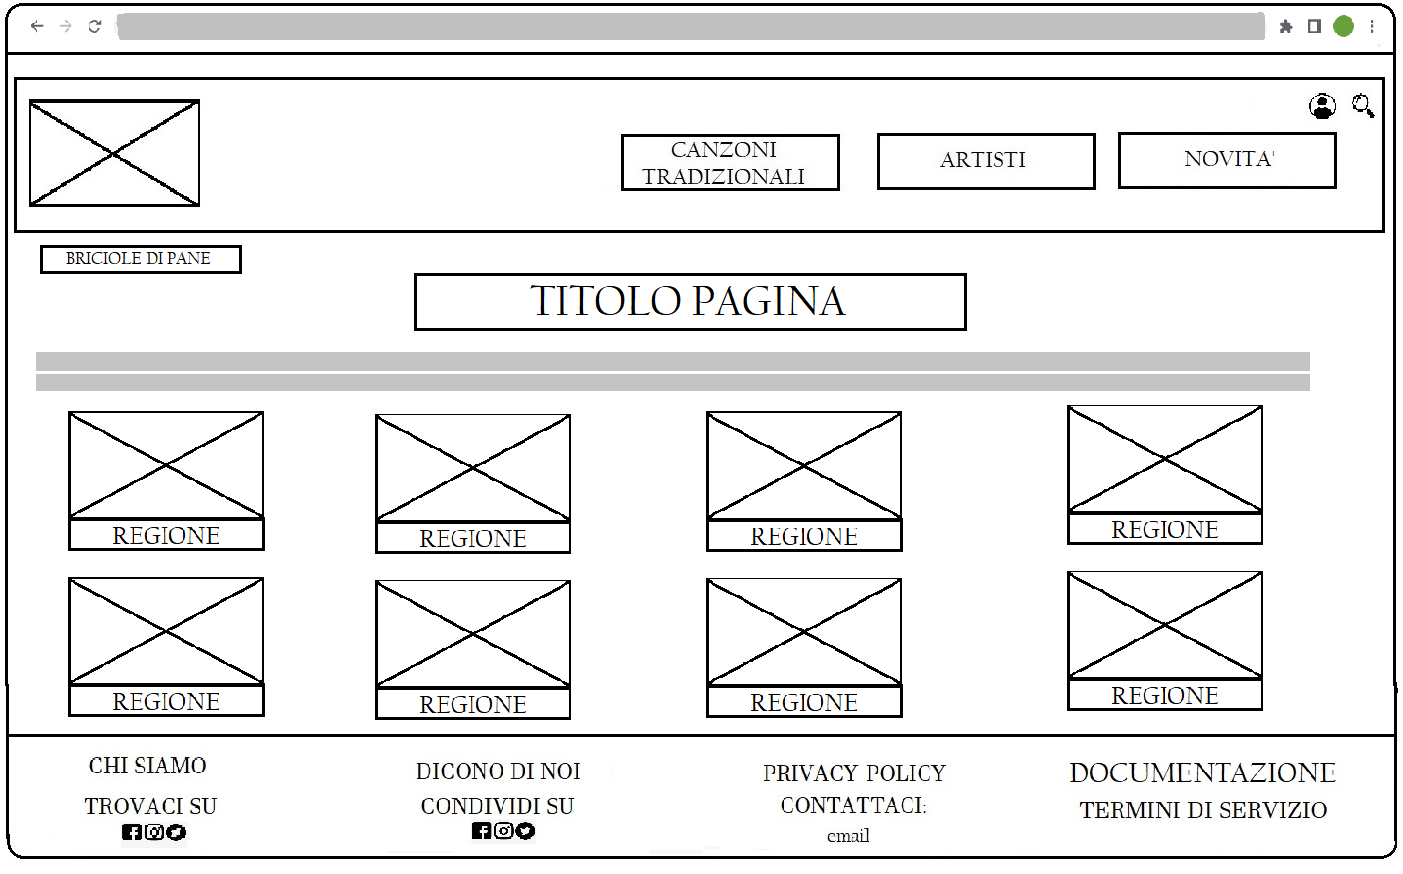 CANZONI
TRADIZIONALI
ARTISTI
NOVITA'
BRICIOLE DI PANE
TITOLO PAGINA
REGIONE
REGIONE
REGIONE
REGIONE
REGIONE
REGIONE
REGIONE
REGIONE
CHI SIAMO
TROVACI SU
DICONO DI NOI
CONDIVIDI SU
PRIVACY POLICY
CONTATTACI:
email
DOCUMENTAZIONE
TERMINI DI SERVIZIO